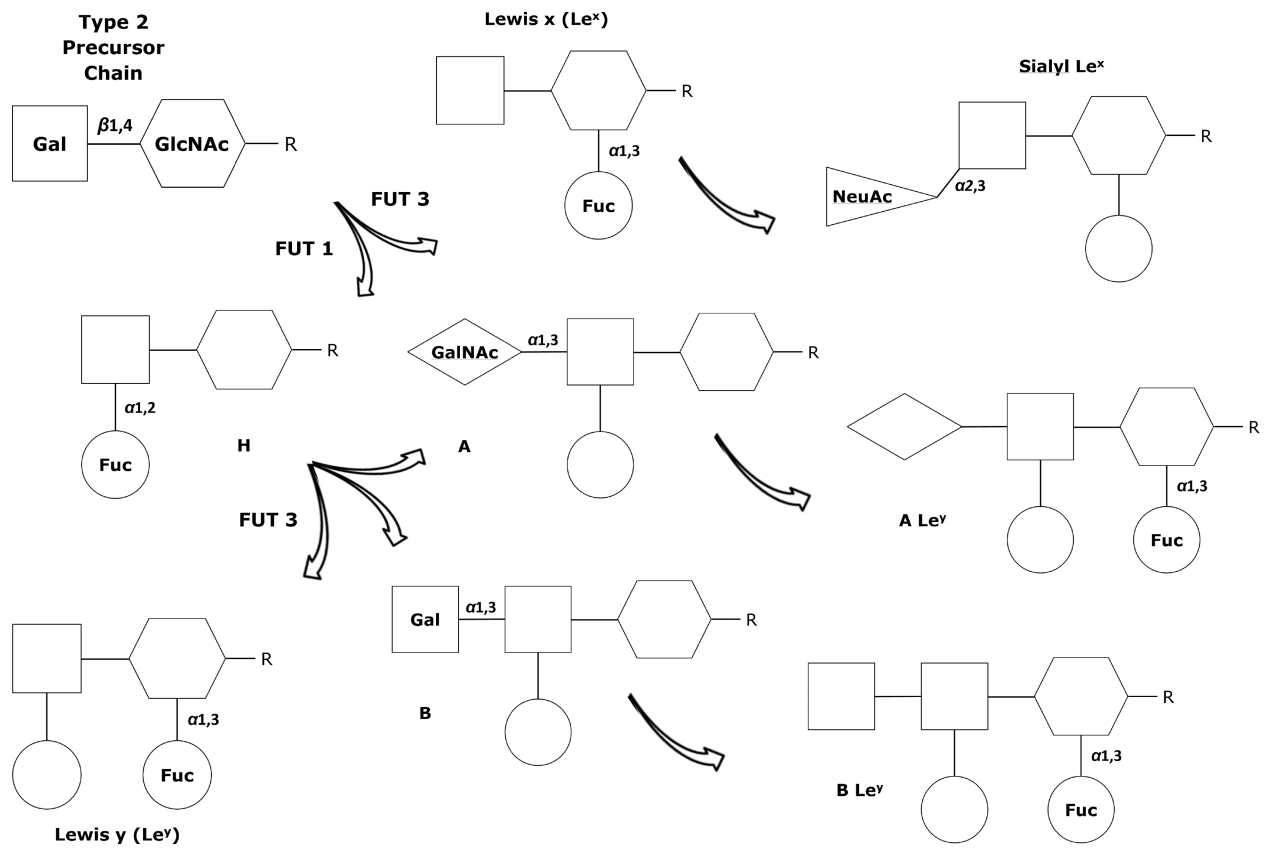 Type 2
Precursor
Chain
Gal
β1,4
GlcNAc
R
Lewis x (Leˣ)
R
α1,3
Fuc
Sialyl Leˣ
R
NeuAc
α2,3
FUT 3
FUT 1
R
α1,2
Fuc
H
GalNAc
α1,3
R
A
R
α1,3
Fuc
A Leʸ
FUT 3
R
α1,3
Fuc
Lewis y (Leʸ)
Gal
α1,3
R
B
R
α1,3
Fuc
B Leʸ